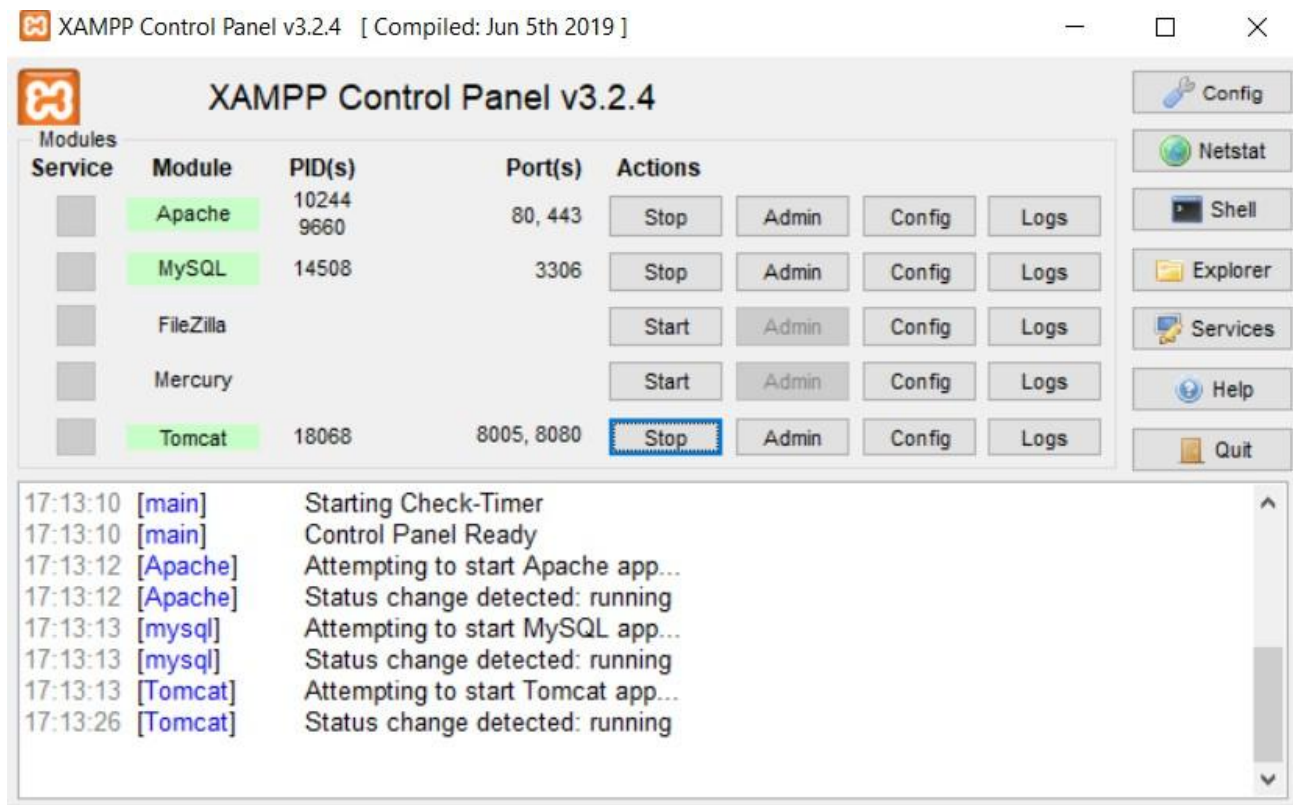 XAMPP Control Panel v3.2.4 [ Compiled: Jun 5th 2019 ]
XAMPP Control Panel v3.2.4
Config
Modules
Service Module PID(s) Port(s) Actions
Netstat
Apache 10244 9660 80, 443 Stop Admin Config Logs
Shell
MySQL 14508 3306 Stop Admin Config Logs
Explorer
FileZilla Start Admin Config Logs
Services
Mercury Start Admin Config Logs
Help
Tomcat 18068 8005, 8080 Stop Admin Config Logs
Quit
17:13:10 [main] Starting Check-Timer
17:13:10 [main] Control Panel Ready
17:13:12 [Apache] Attempting to start Apache app...
17:13:12 [Apache] Status change detected: running
17:13:13 [mysql] Attempting to start MySQL app...
17:13:13 [mysql] Status change detected: running
17:13:13 [Tomcat] Attempting to start Tomcat app...
17:13:26 [Tomcat] Status change detected: running